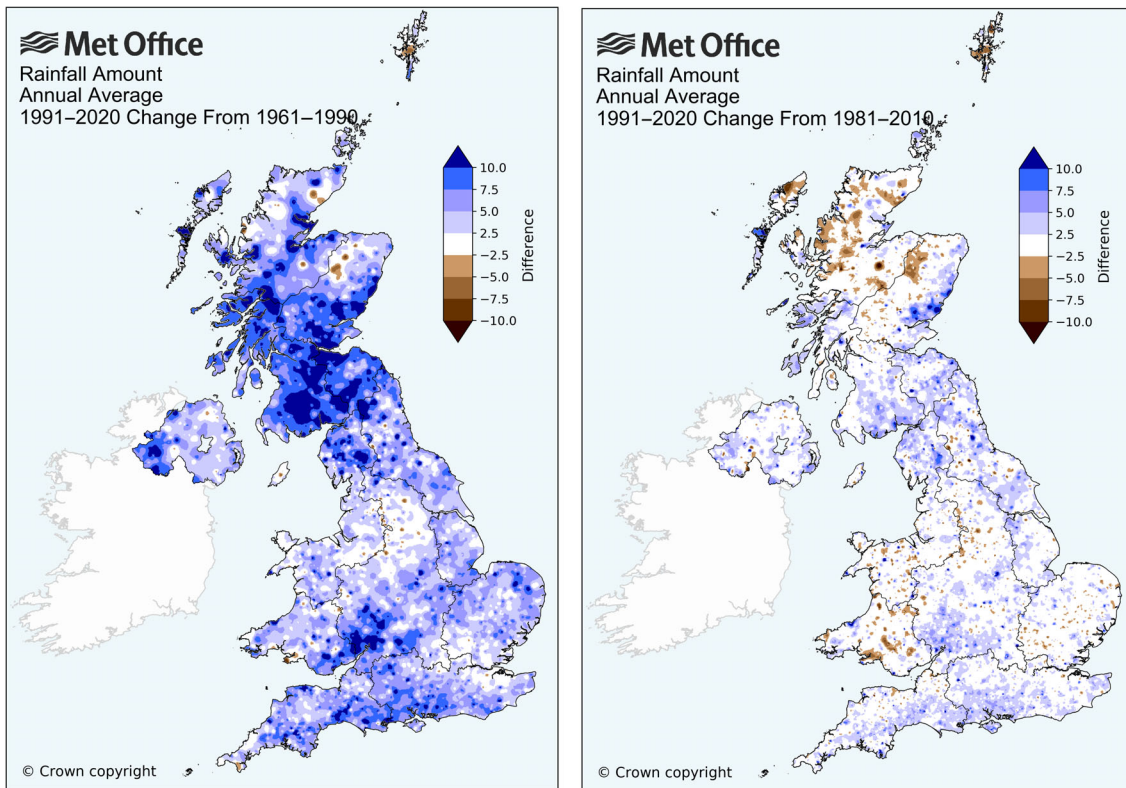 Met Office
Rainfall Amount
Annual Average
1991–2020 Change From 1961–1990
10.0
7.5
5.0
2.5
−2.5
−5.0
−7.5
−10.0
Difference
© Crown copyright
Met Office
Rainfall Amount
Annual Average
1991–2020 Change From 1981–2010
10.0
7.5
5.0
2.5
−2.5
−5.0
−7.5
−10.0
Difference
© Crown copyright